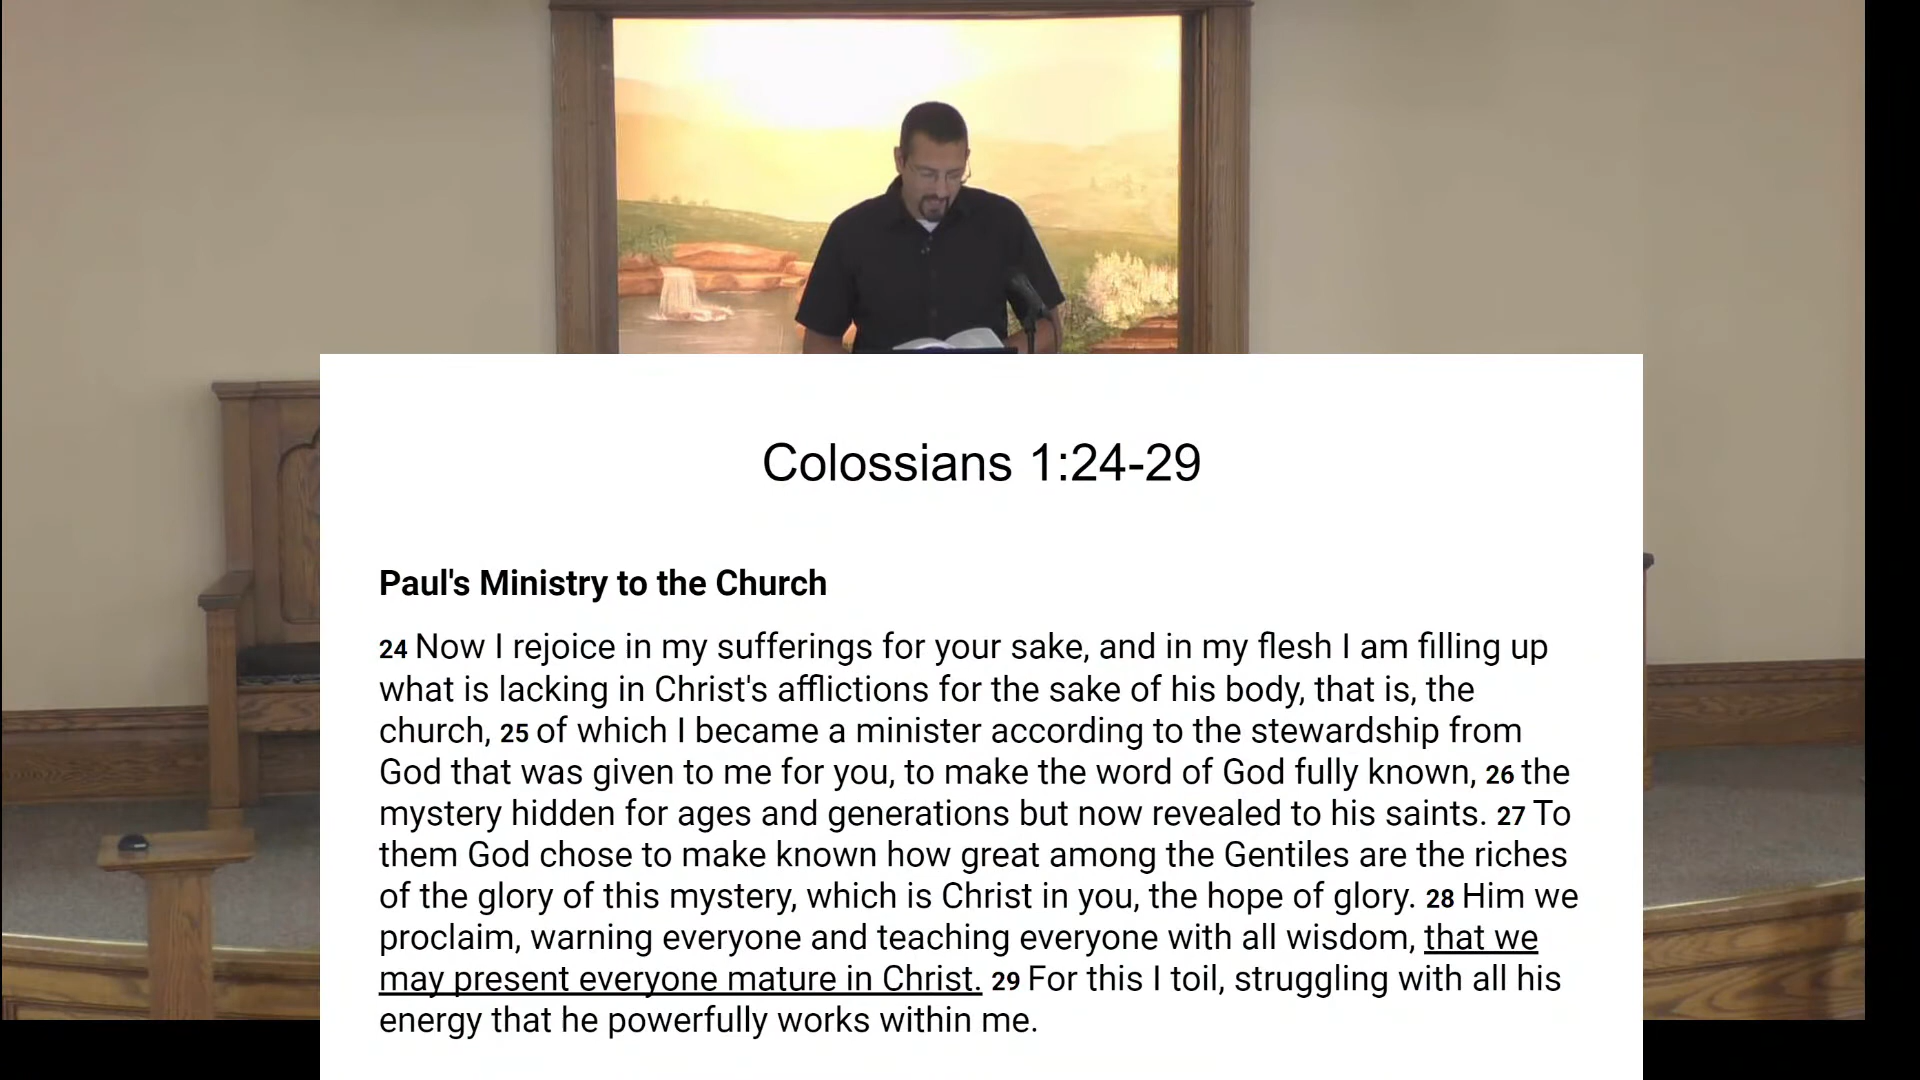 Colossians 1:24-29
Paul's Ministry to the Church
24 Now I rejoice in my sufferings for your sake, and in my flesh I am filling up
what is lacking in Christ's afflictions for the sake of his body, that is, the
church, 25 of which I became a minister according to the stewardship from
God that was given to me for you, to make the word of God fully known, 26 the
mystery hidden for ages and generations but now revealed to his saints. 27 To
them God chose to make known how great among the Gentiles are the riches
of the glory of this mystery, which is Christ in you, the hope of glory. 28 Him we
proclaim, warning everyone and teaching everyone with all wisdom, that we
may present everyone mature in Christ. 29 For this I toil, struggling with all his
energy that he powerfully works within me.